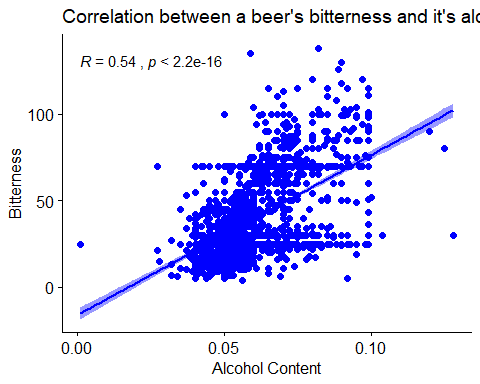 Correlation between a beer's bitterness and it's alc
R = 0.54 , p < 2.2e-16
100
50
0
Bitterness
0.00
0.05
0.10
Alcohol Content